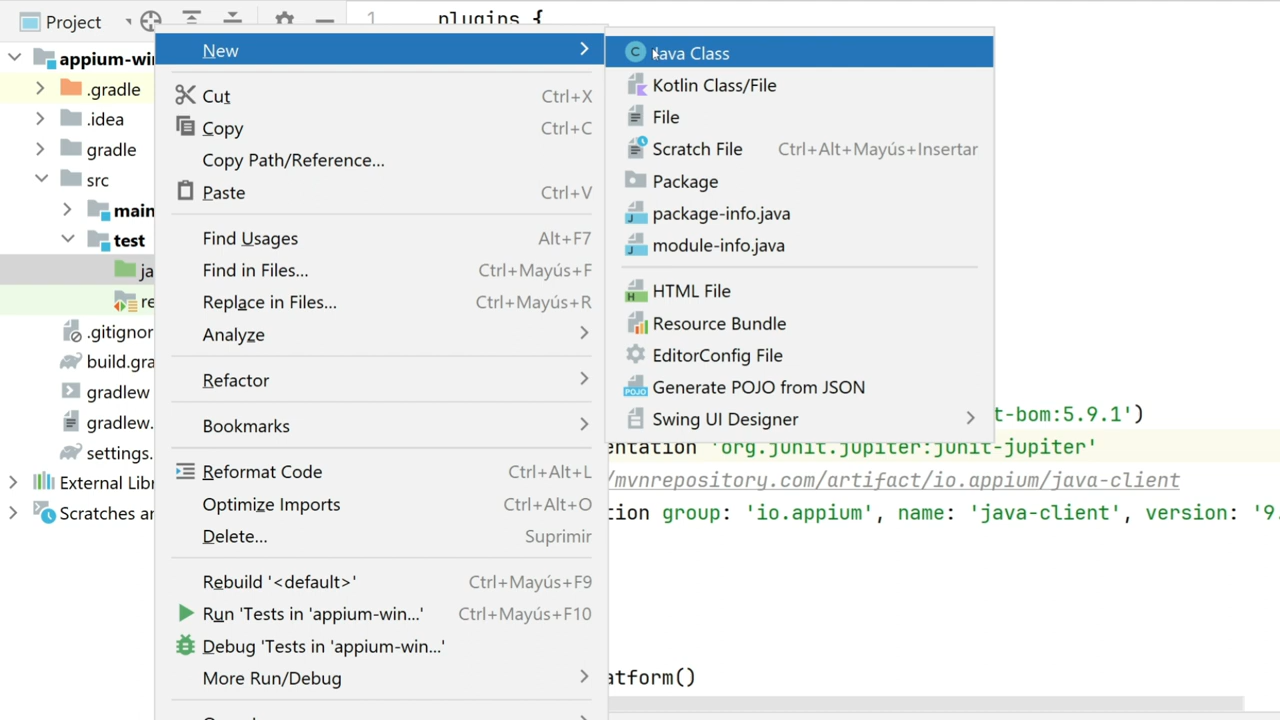 Project
1 plugins {
appium-wi
.gradle
.idea
gradle
src
main
test
ja
re
.gitignor
build.gra
gradlew
gradlew.
settings.
External Libr
Scratches ar
New
Cut Ctrl+X
Copy Ctrl+C
Copy Path/Reference...
Paste Ctrl+V
Find Usages Alt+F7
Find in Files... Ctrl+Mayús+F
Replace in Files... Ctrl+Mayús+R
Analyze
Refactor
Bookmarks
Reformat Code Ctrl+Alt+L
Optimize Imports Ctrl+Alt+O
Delete... Suprimir
Rebuild '<default>' Ctrl+Mayús+F9
Run 'Tests in 'appium-win...' Ctrl+Mayús+F10
Debug 'Tests in 'appium-win...'
More Run/Debug
C Java Class
Kotlin Class/File
File
Scratch File Ctrl+Alt+Mayús+Insertar
Package
J package-info.java
J module-info.java
H HTML File
Resource Bundle
EditorConfig File
POJO Generate POJO from JSON
Swing UI Designer
t-bom:5.9.1')
entation 'org.junit.jupiter:junit-jupiter'
/mvnrepository.com/artifact/io.appium/java-client
tion group: 'io.appium', name: 'java-client', version: '9.
atform()